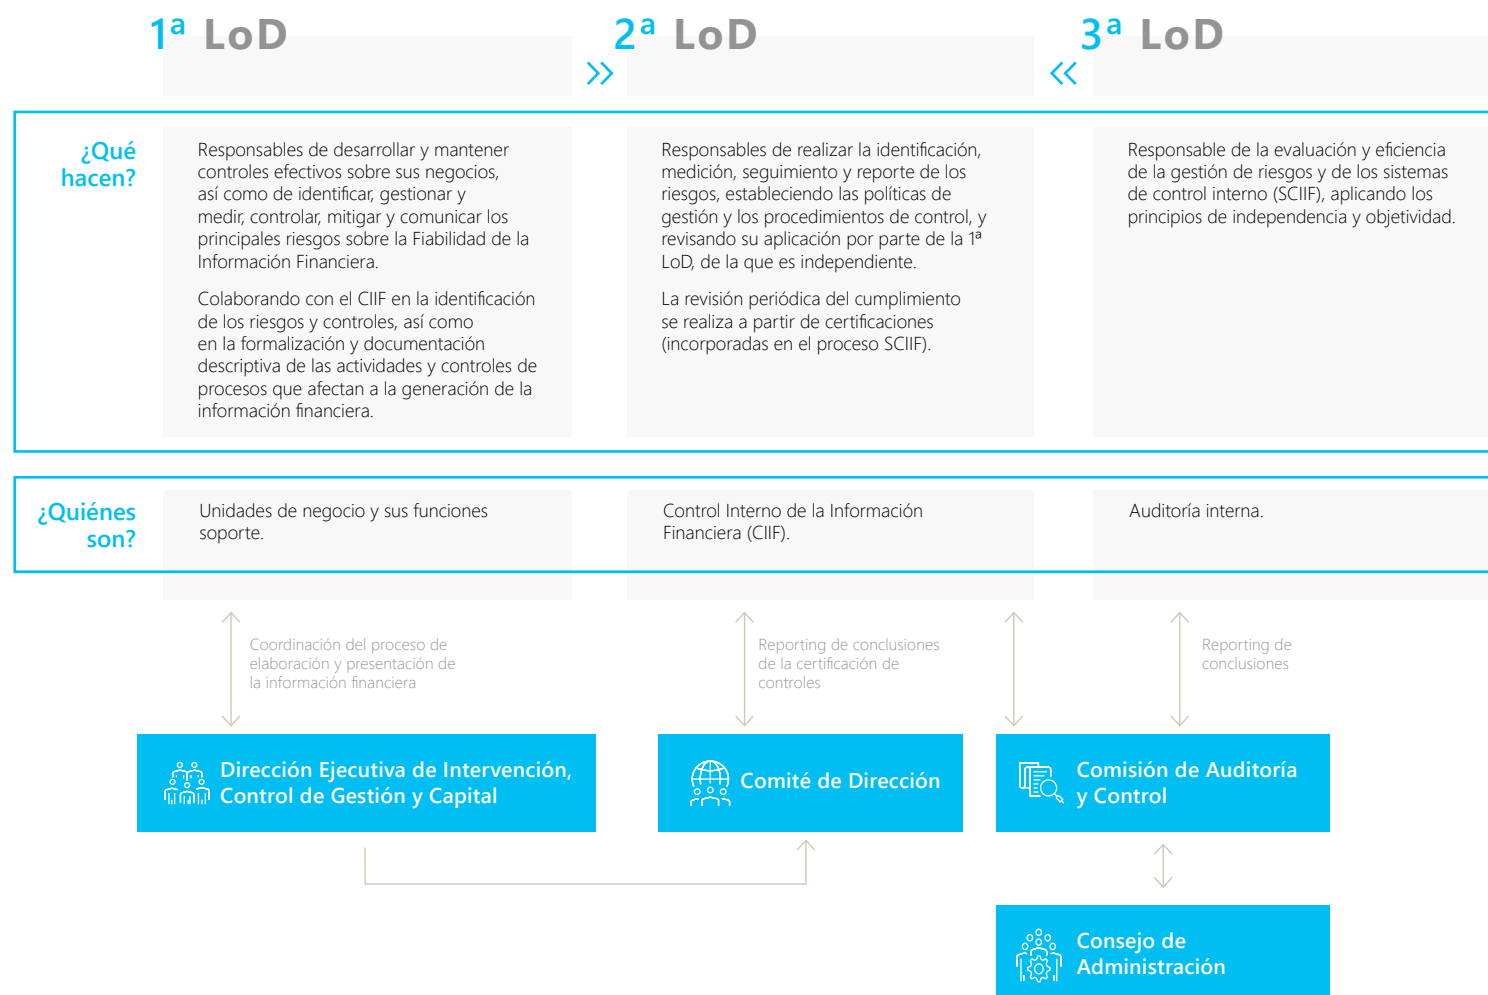 1ª LoD
2ª LoD
3ª LoD
¿Qué
hacen?
Responsables de desarrollar y mantener
controles efectivos sobre sus negocios,
así como de identificar, gestionar y
medir, controlar, mitigar y comunicar los
principales riesgos sobre la Fiabilidad de la
Información Financiera.
Colaborando con el CIIF en la identificación
de los riesgos y controles, así como
en la formalización y documentación
descriptiva de las actividades y controles de
procesos que afectan a la generación de la
información financiera.
Responsables de realizar la identificación,
medición, seguimiento y reporte de los
riesgos, estableciendo las políticas de
gestión y los procedimientos de control, y
revisando su aplicación por parte de la 1ª
LoD, de la que es independiente.
La revisión periódica del cumplimiento
se realiza a partir de certificaciones
(incorporadas en el proceso SCIIF).
Responsable de la evaluación y eficiencia
de la gestión de riesgos y de los sistemas
de control interno (SCIIF), aplicando los
principios de independencia y objetividad.
¿Quiénes
son?
Unidades de negocio y sus funciones
soporte.
Control Interno de la Información
Financiera (CIIF).
Auditoría interna.
Coordinación del proceso de
elaboración y presentación de
la información financiera
Reporting de conclusiones
de la certificación de
controles
Reporting de
conclusiones
Dirección Ejecutiva de Intervención,
Control de Gestión y Capital
Comité de Dirección
Comisión de Auditoría
y Control
Consejo de
Administración